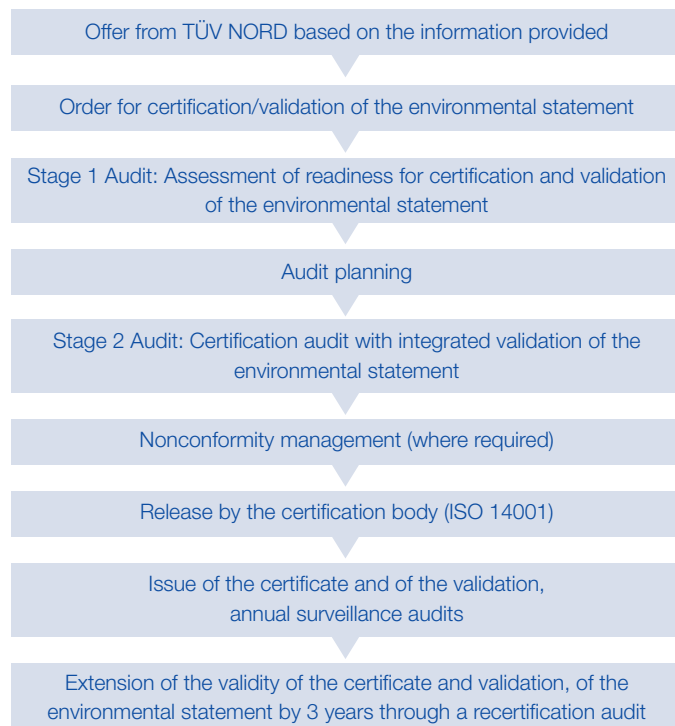 Offer from TÜV NORD based on the information provided
Order for certification/validation of the environmental statement
Stage 1 Audit: Assessment of readiness for certification and validation
of the environmental statement
Audit planning
Stage 2 Audit: Certification audit with integrated validation of the
environmental statement
Nonconformity management (where required)
Release by the certification body (ISO 14001)
Issue of the certificate and of the validation,
annual surveillance audits
Extension of the validity of the certificate and validation, of the
environmental statement by 3 years through a recertification audit